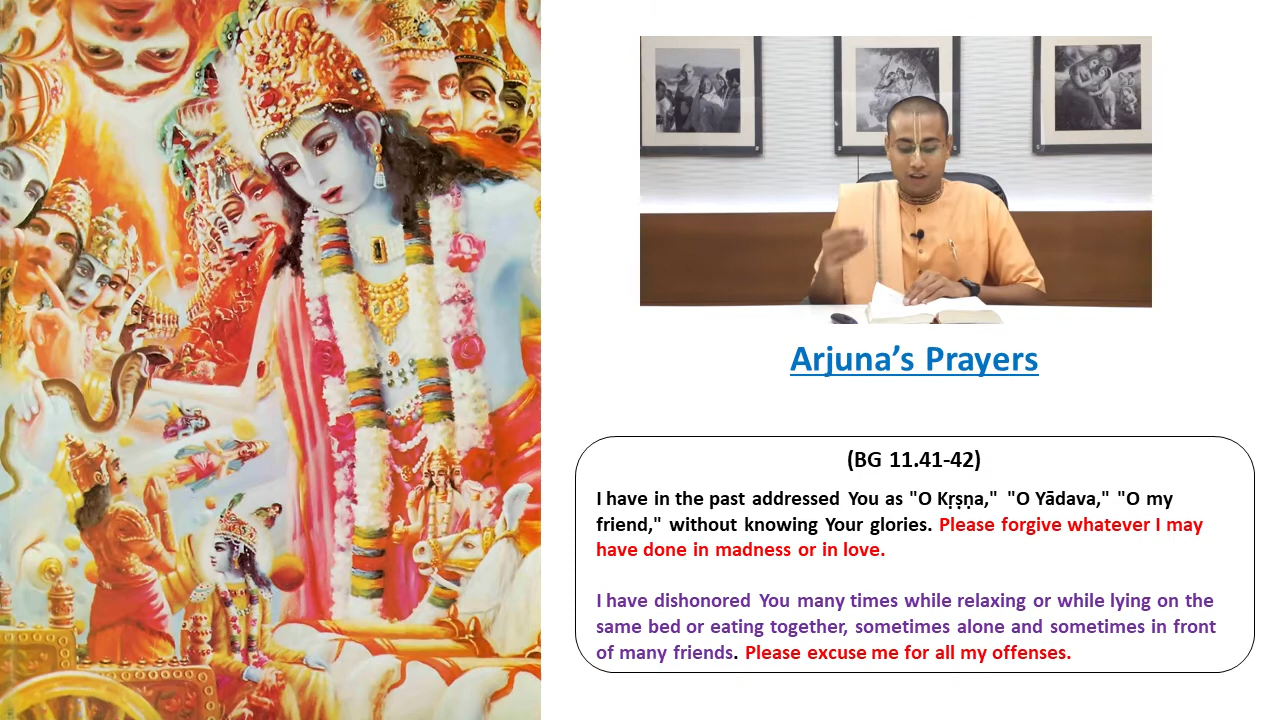 Arjuna’s Prayers
(BG 11.41-42)
I have in the past addressed You as "O Kṛṣṇa," "O Yādava," "O my
friend," without knowing Your glories. Please forgive whatever I may
have done in madness or in love.
I have dishonored You many times while relaxing or while lying on the
same bed or eating together, sometimes alone and sometimes in front
of many friends. Please excuse me for all my offenses.